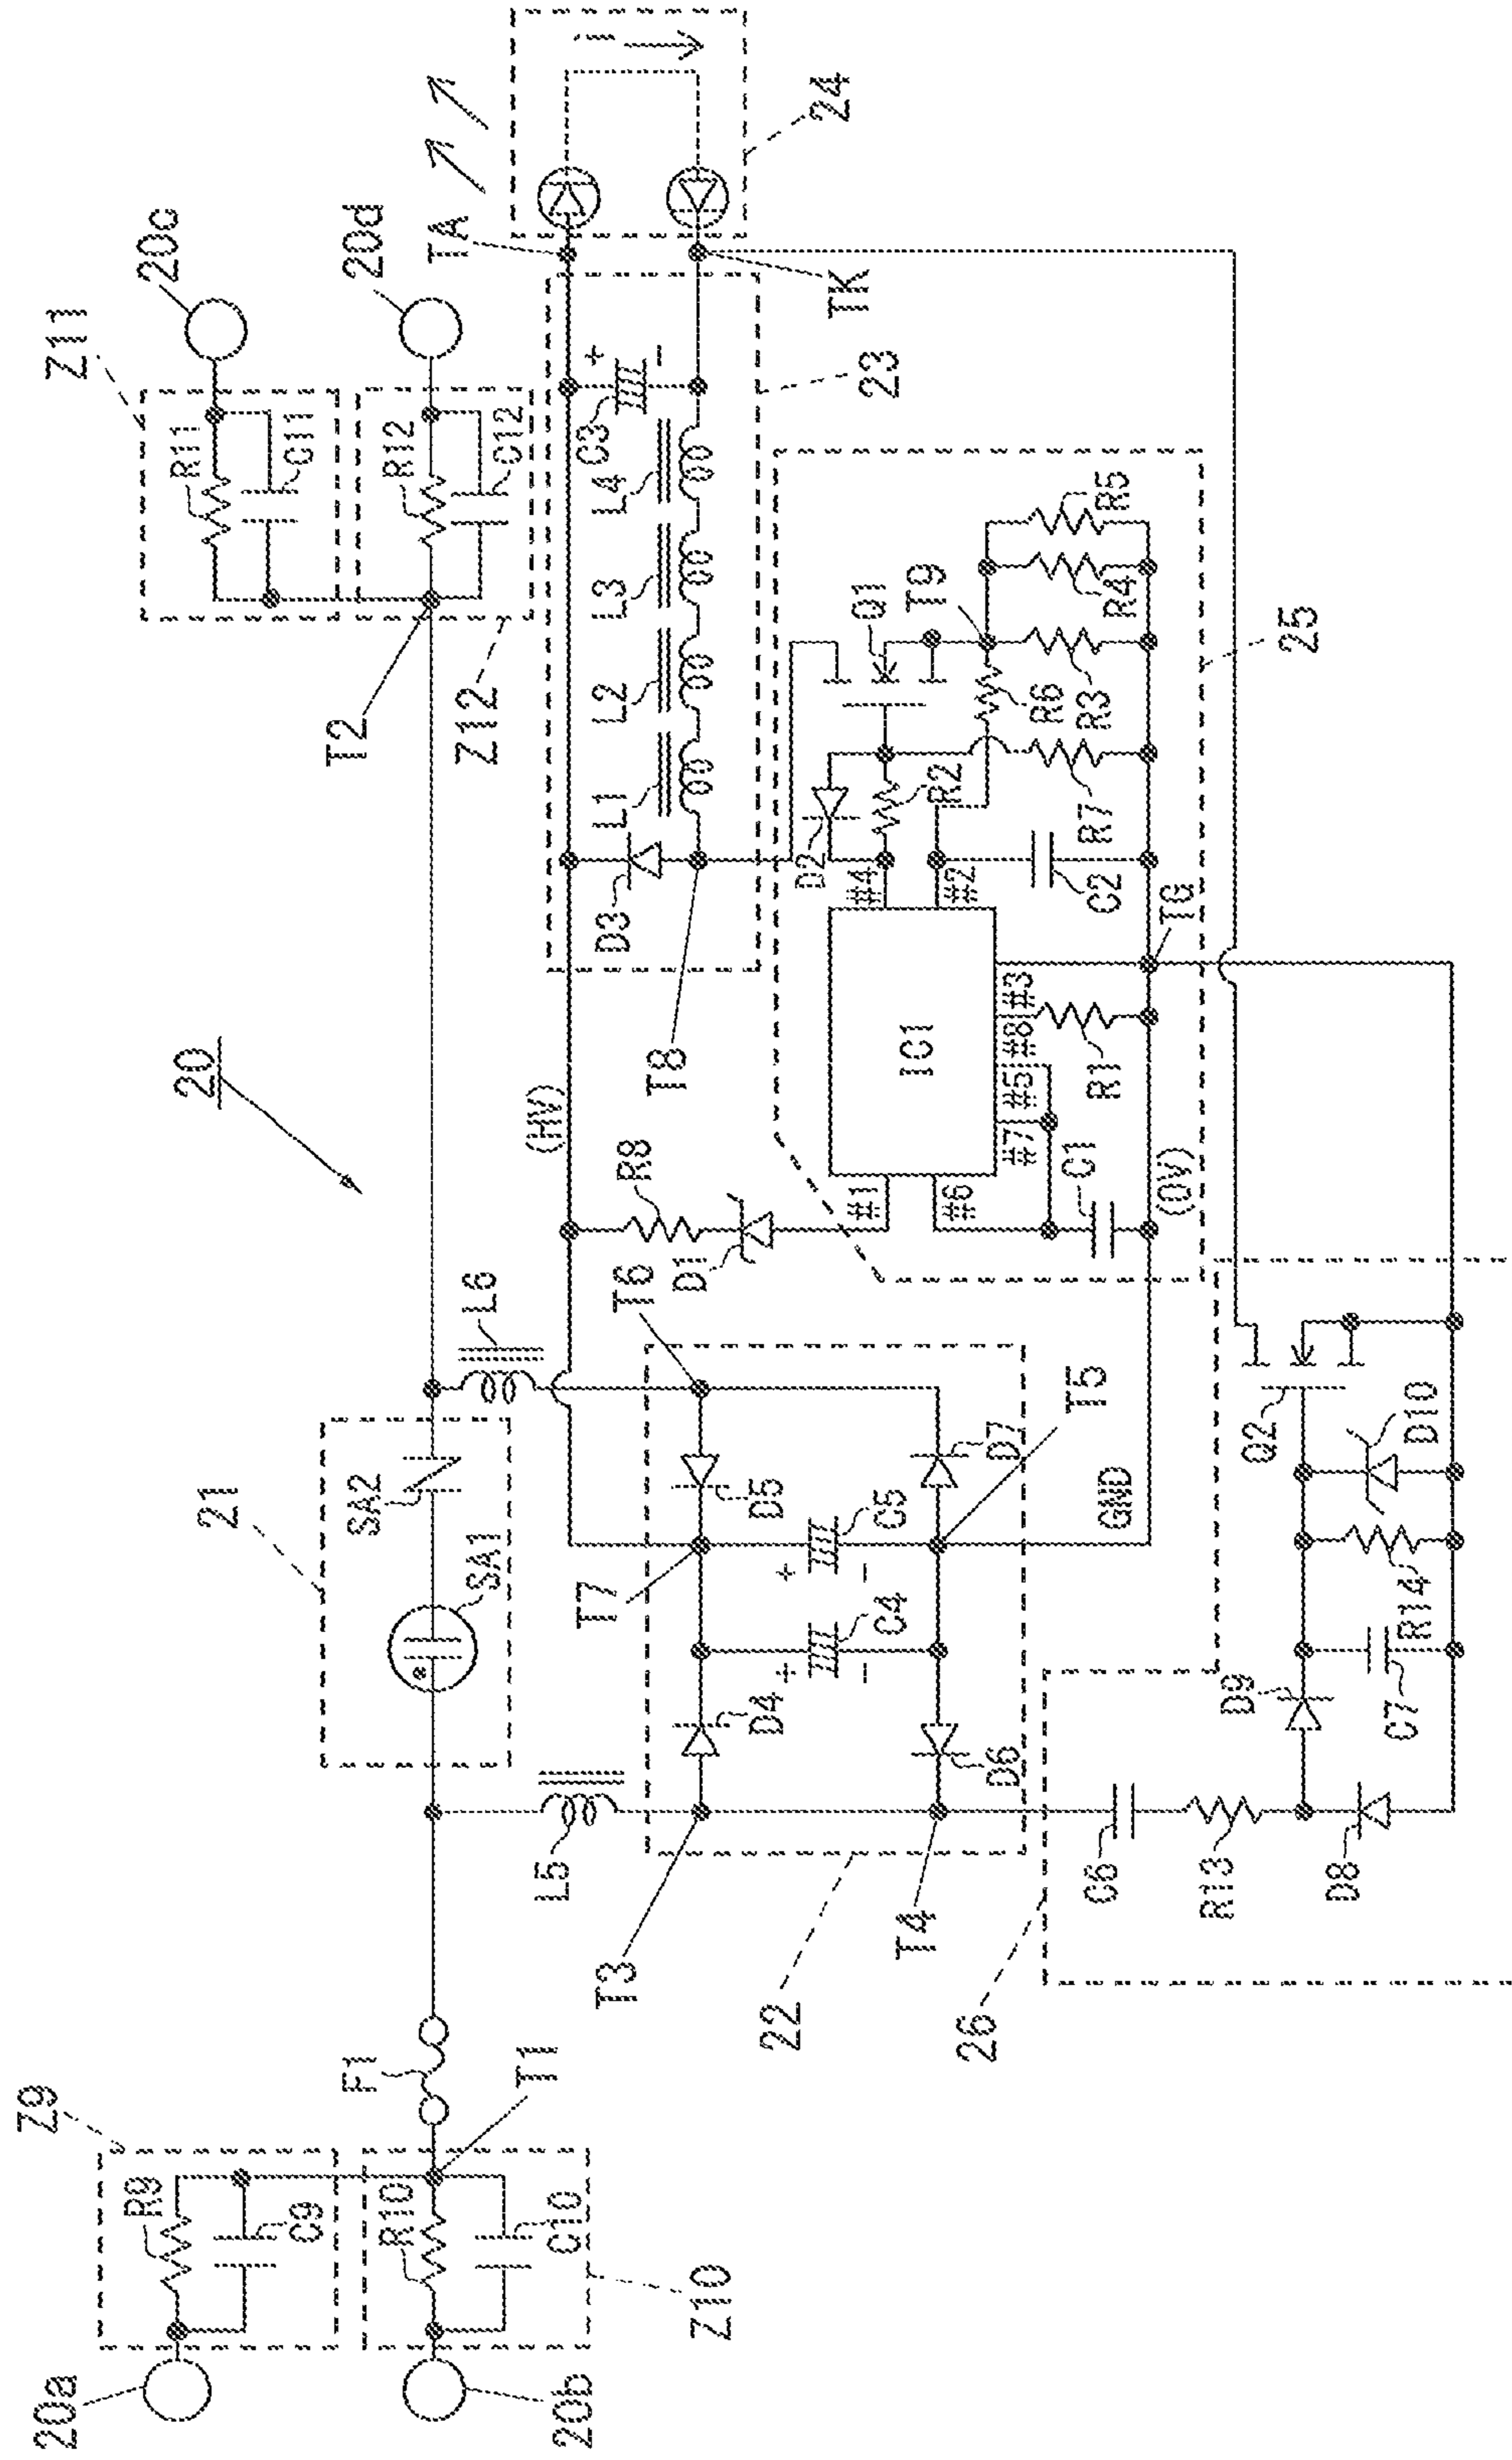 20
Z9
R9
C9
20a
R10
C10
20b
Z10
F1
T1
21
SA1
SA2
L5
L6
T2
Z11
R11
C11
20c
R12
C12
20d
Z12
TA
i
24
TK
23
C3
+
−
L1
L2
L3
L4
D3
T8
(HV)
R8
D1
T3
T4
T5
T6
T7
22
D4
D5
D6
D7
C4
+
−
C5
+
−
GND
IC1
#1
#6
#7
#5
#8
#3
#4
#2
C1
R1
(0V)
TG
D2
R2
C2
R7
R6
R3
R4
R5
Q1
T9
25
26
C6
R13
D8
D9
C7
R14
D10
Q2